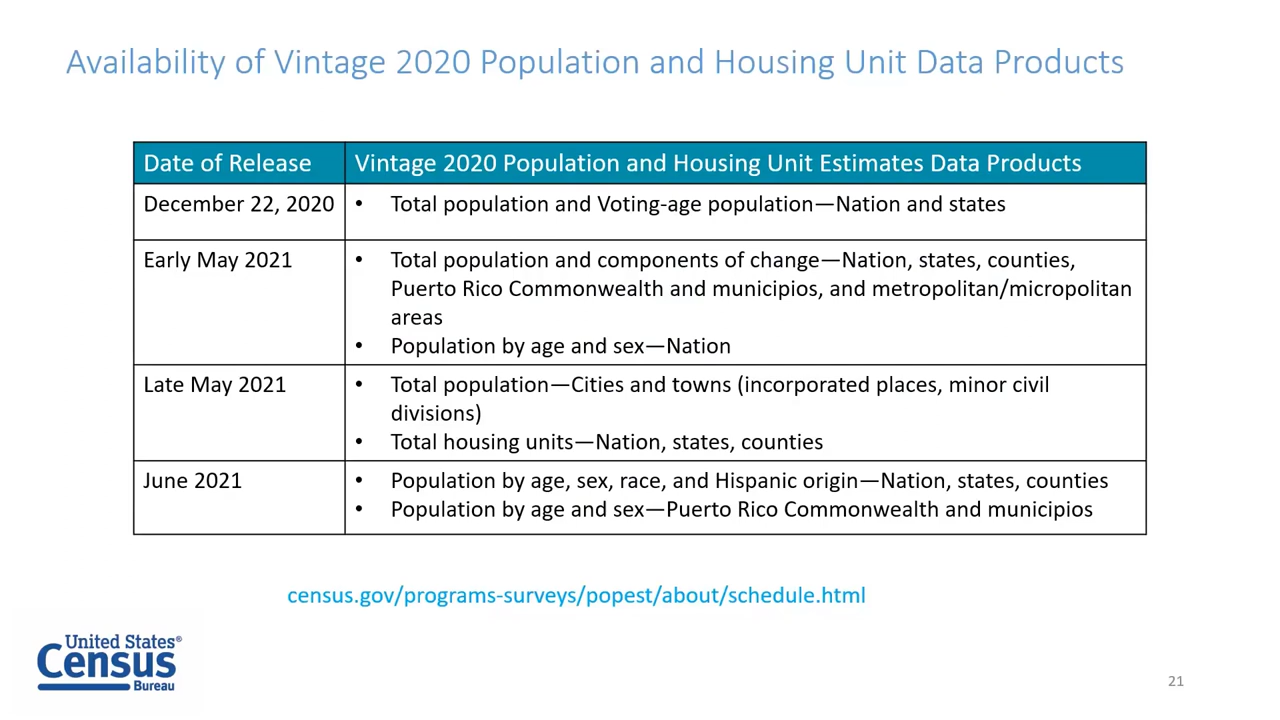 Availability of Vintage 2020 Population and Housing Unit Data Products
Date of Release
Vintage 2020 Population and Housing Unit Estimates Data Products
December 22, 2020
• Total population and Voting-age population—Nation and states
Early May 2021
• Total population and components of change—Nation, states, counties,
Puerto Rico Commonwealth and municipios, and metropolitan/micropolitan
areas
• Population by age and sex—Nation
Late May 2021
• Total population—Cities and towns (incorporated places, minor civil
divisions)
• Total housing units—Nation, states, counties
June 2021
• Population by age, sex, race, and Hispanic origin—Nation, states, counties
• Population by age and sex—Puerto Rico Commonwealth and municipios
census.gov/programs-surveys/popest/about/schedule.html
United States®
Census
Bureau
21